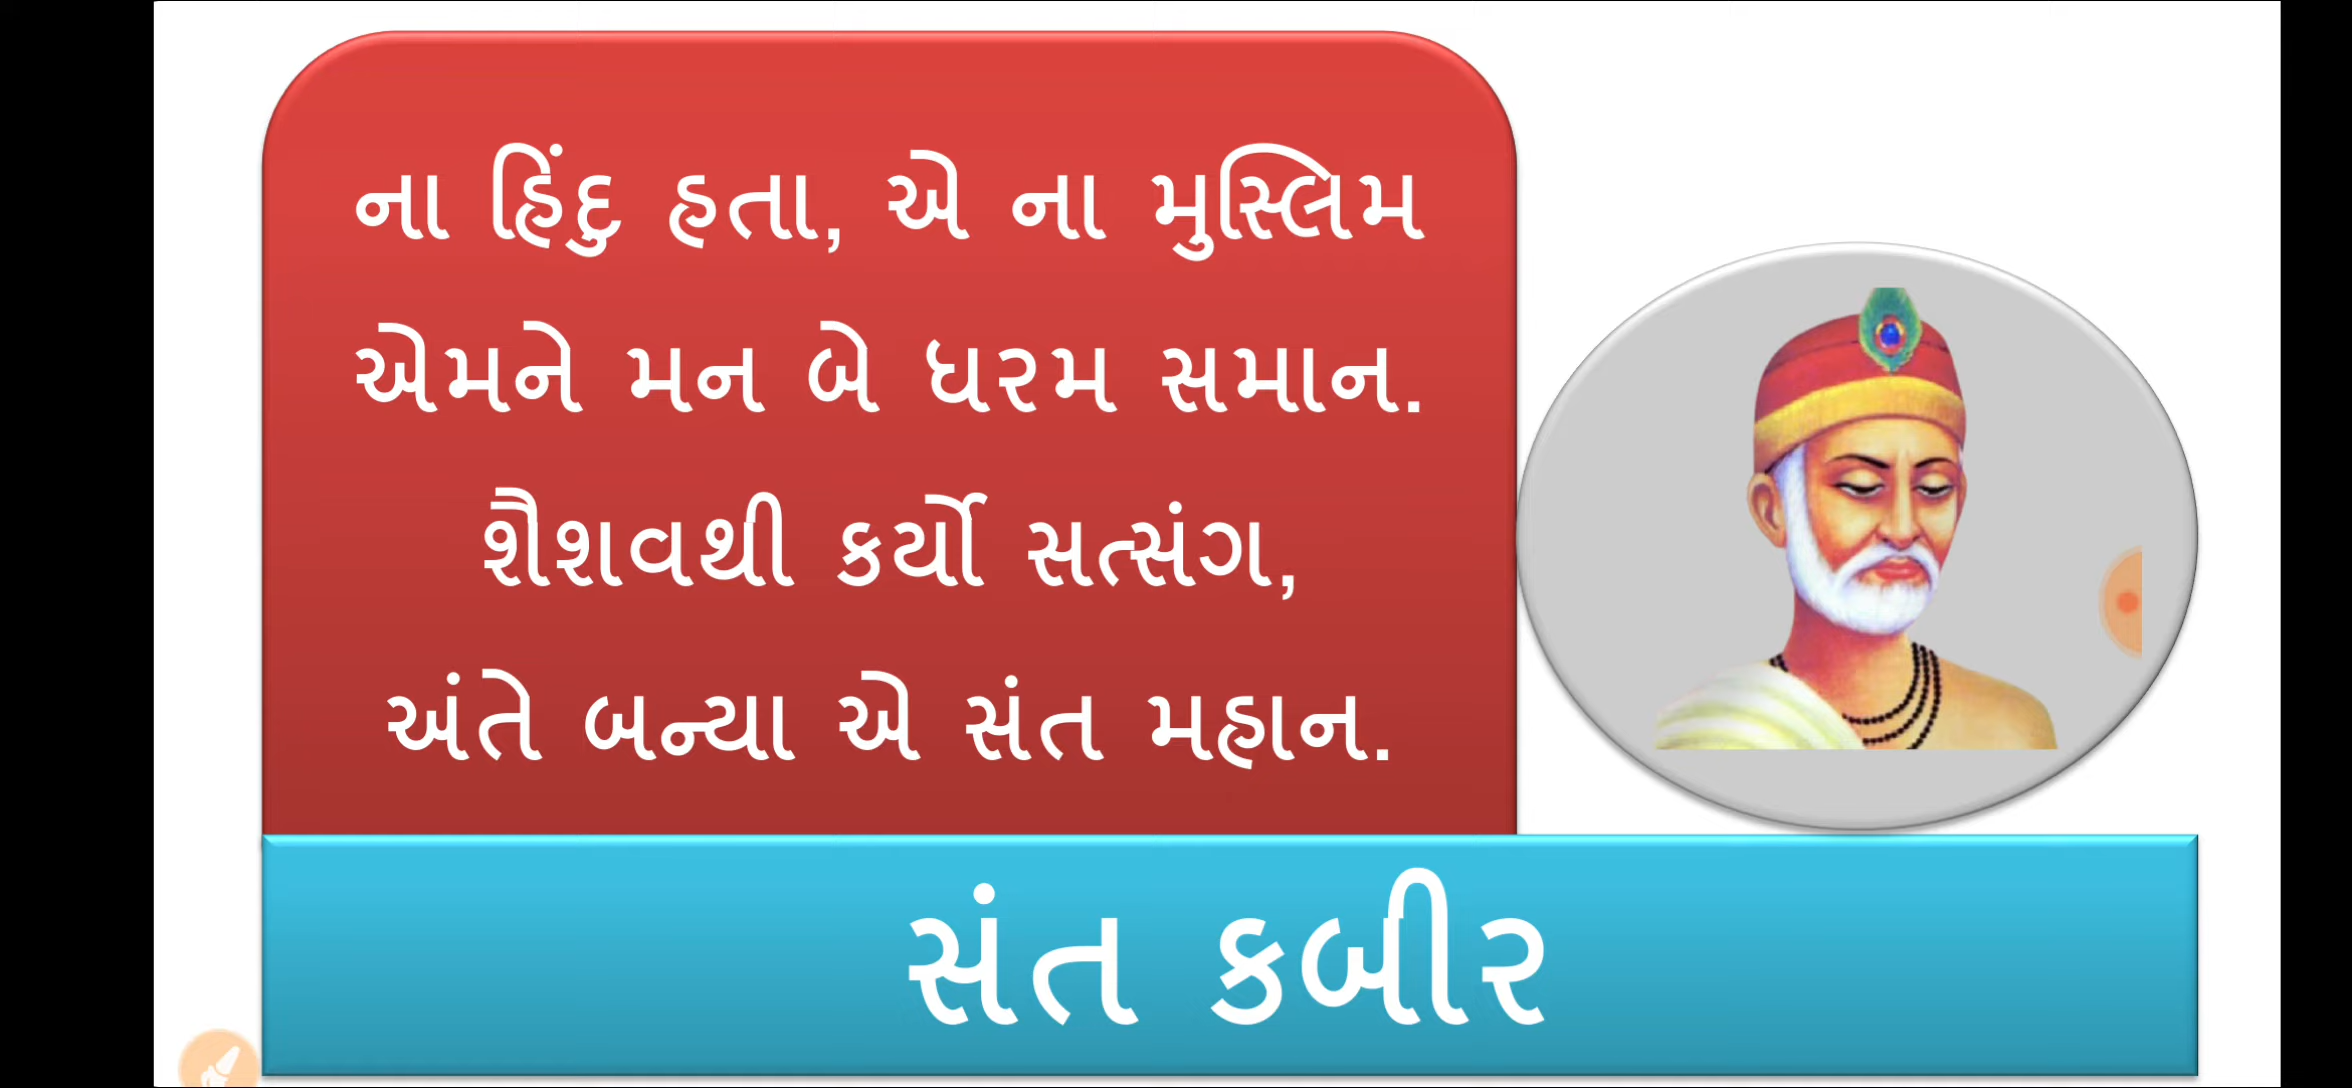 ના હિંદુ હતા, એ ના મુસ્લિમ
એમને મન બે ધરમ સમાન.
શૈશવથી કર્યો સત્સંગ,
અંતે બન્યા એ સંત મહાન.
સંત કબીર